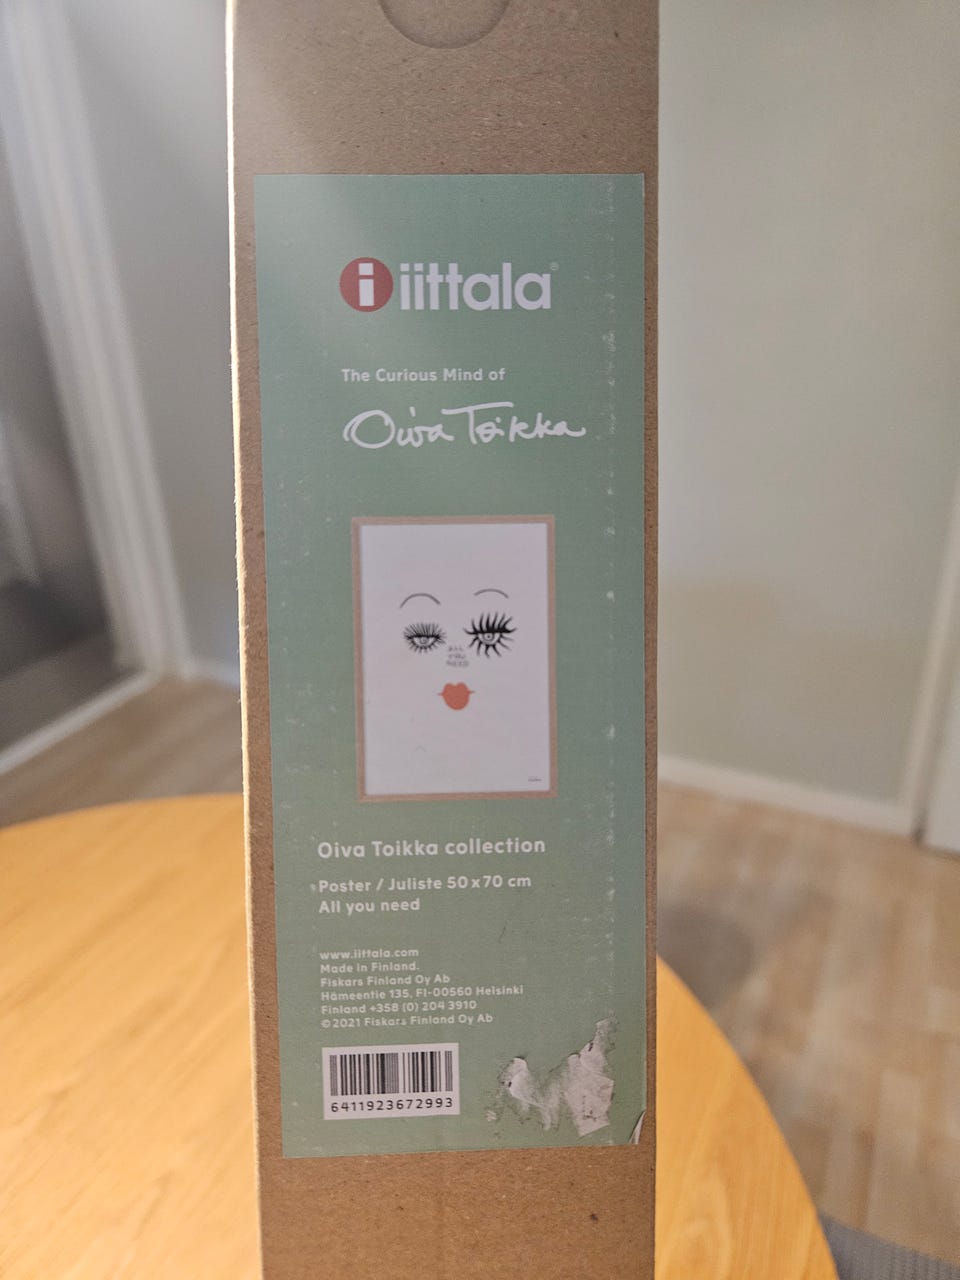 i iittala®
The Curious Mind of
Oiva Toikka
ALL
YOU
NEED
Oiva Toikka collection
Poster / Juliste 50 x 70 cm
All you need
www.iittala.com
Made in Finland.
Fiskars Finland Oy Ab
Hämeentie 135, FI-00560 Helsinki
Finland +358 (0) 204 3910
©2021 Fiskars Finland Oy Ab
6411923672993